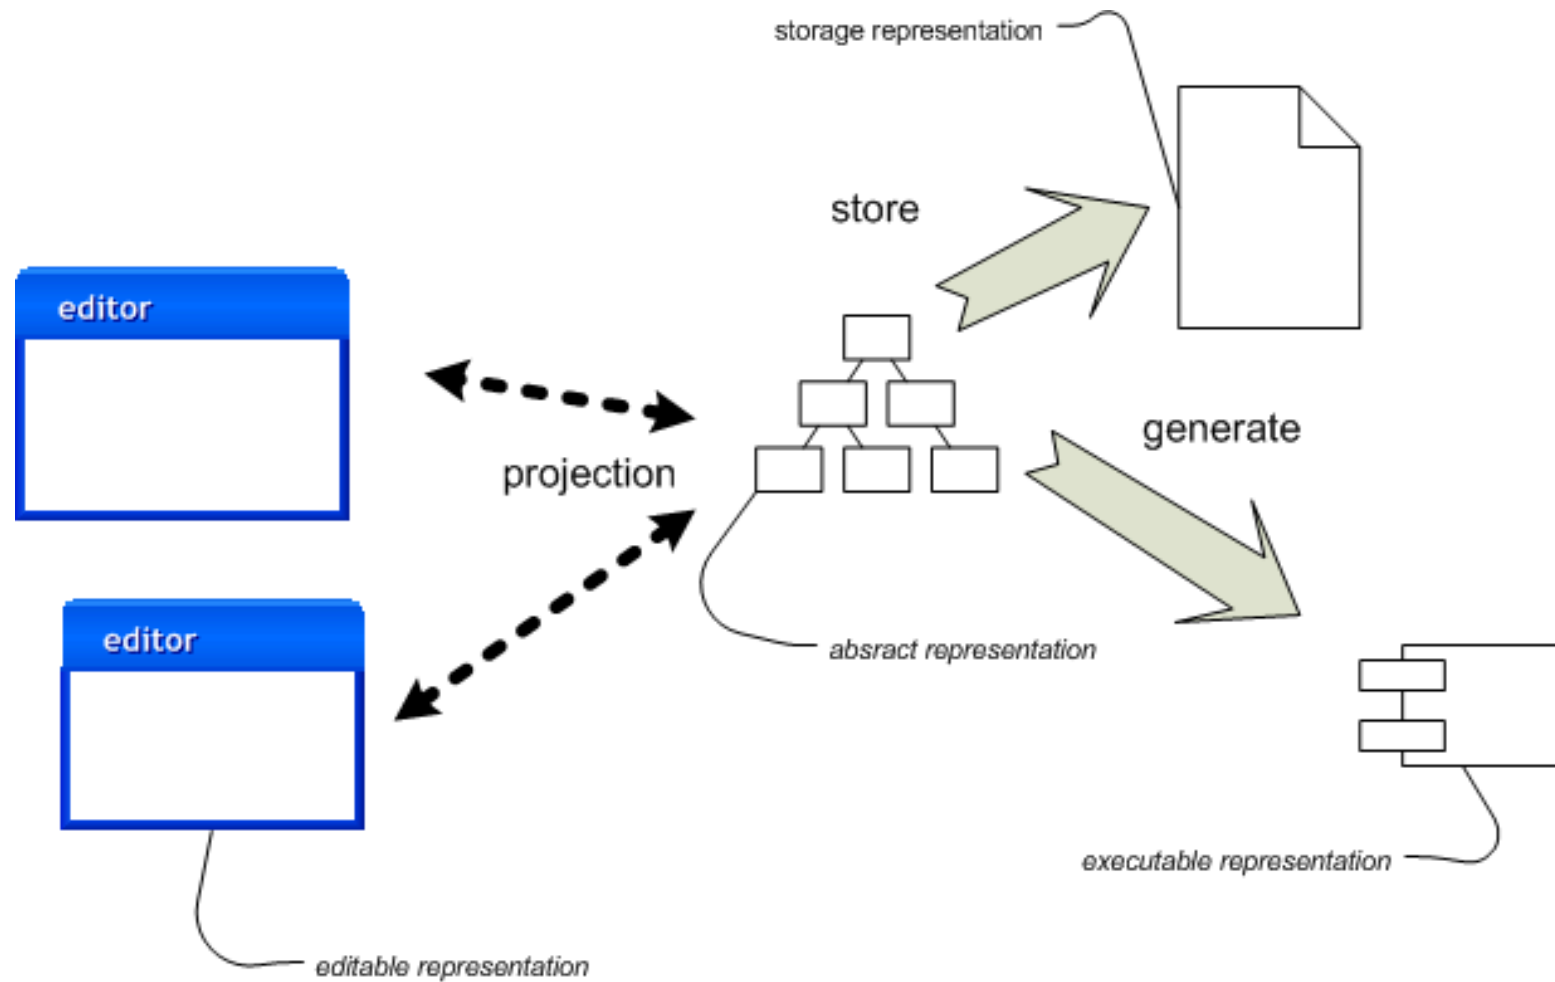 storage representation
store
editor
generate
projection
editor
absract representation
executable representation
editable representation